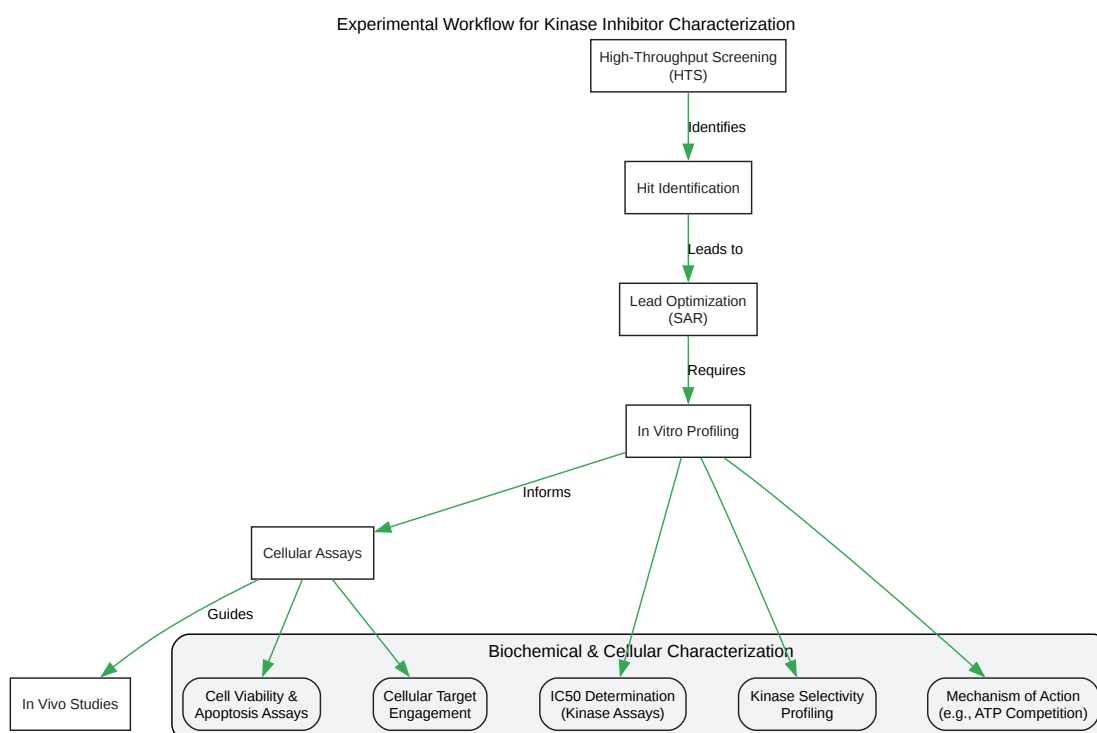 Experimental Workflow for Kinase Inhibitor Characterization
High-Throughput Screening
(HTS)
Identifies
Hit Identification
Leads to
Lead Optimization
(SAR)
Requires
In Vitro Profiling
Informs
Cellular Assays
Guides
Biochemical & Cellular Characterization
In Vivo Studies
Cell Viability &
Apoptosis Assays
Cellular Target
Engagement
IC50 Determination
(Kinase Assays)
Kinase Selectivity
Profiling
Mechanism of Action
(e.g., ATP Competition)